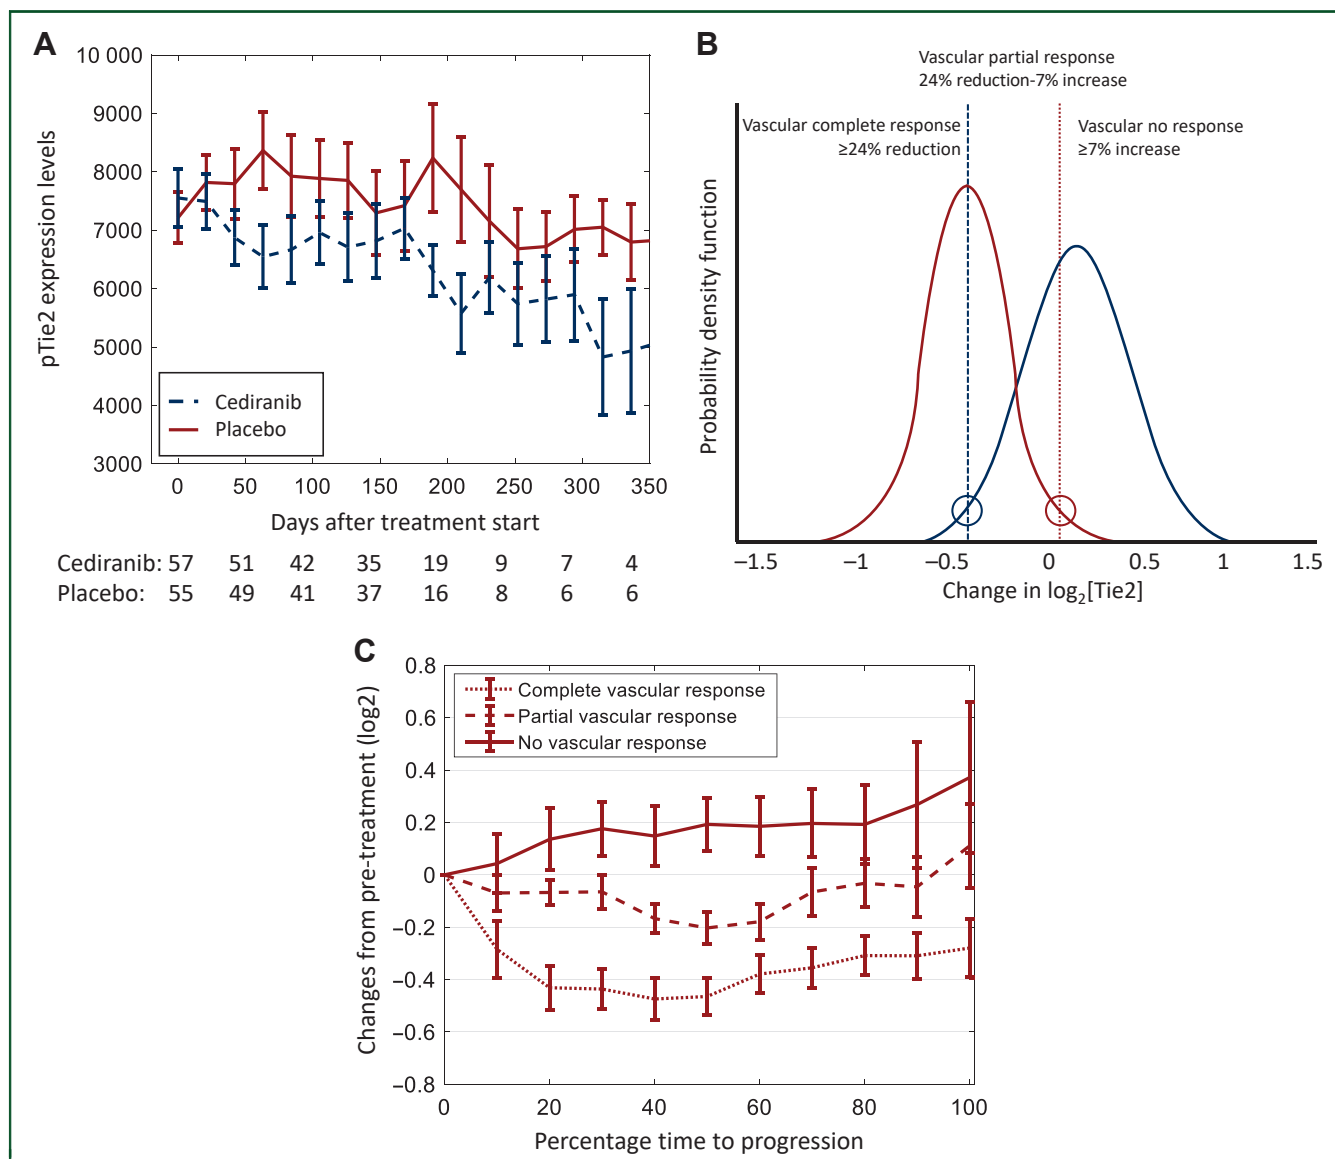 A
10 000
9000
8000
7000
6000
5000
4000
3000
pTie2 expression levels
Cediranib
Placebo
0 50 100 150 200 250 300 350
Days after treatment start
Cediranib: 57 51 42 35 19 9 7 4
Placebo: 55 49 41 37 16 8 6 6
B
Vascular partial response
24% reduction-7% increase
Vascular complete response
≥24% reduction
Vascular no response
≥7% increase
Probability density function
−1.5 −1 −0.5 0 0.5 1 1.5
Change in log₂[Tie2]
C
0.8
0.6
0.4
0.2
0
−0.2
−0.4
−0.6
−0.8
Changes from pre-treatment (log2)
Complete vascular response
Partial vascular response
No vascular response
0 20 40 60 80 100
Percentage time to progression